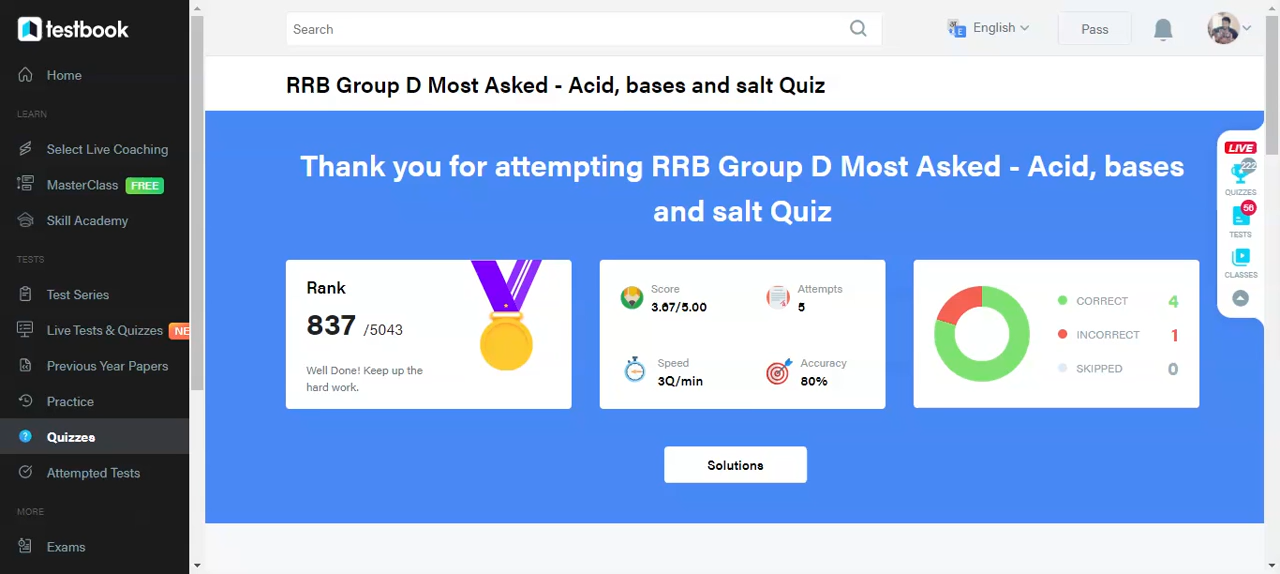 testbook
Search
English
Pass
Home
LEARN
Select Live Coaching
MasterClass FREE
Skill Academy
TESTS
Test Series
Live Tests & Quizzes NE
Previous Year Papers
Practice
Quizzes
Attempted Tests
MORE
Exams
RRB Group D Most Asked - Acid, bases and salt Quiz
Thank you for attempting RRB Group D Most Asked - Acid, bases
and salt Quiz
Rank
837 /5043
Well Done! Keep up the
hard work.
Score
3.67/5.00
Attempts
5
Speed
3Q/min
Accuracy
80%
CORRECT 4
INCORRECT 1
SKIPPED 0
Solutions
LIVE
222
QUIZZES
56
TESTS
CLASSES